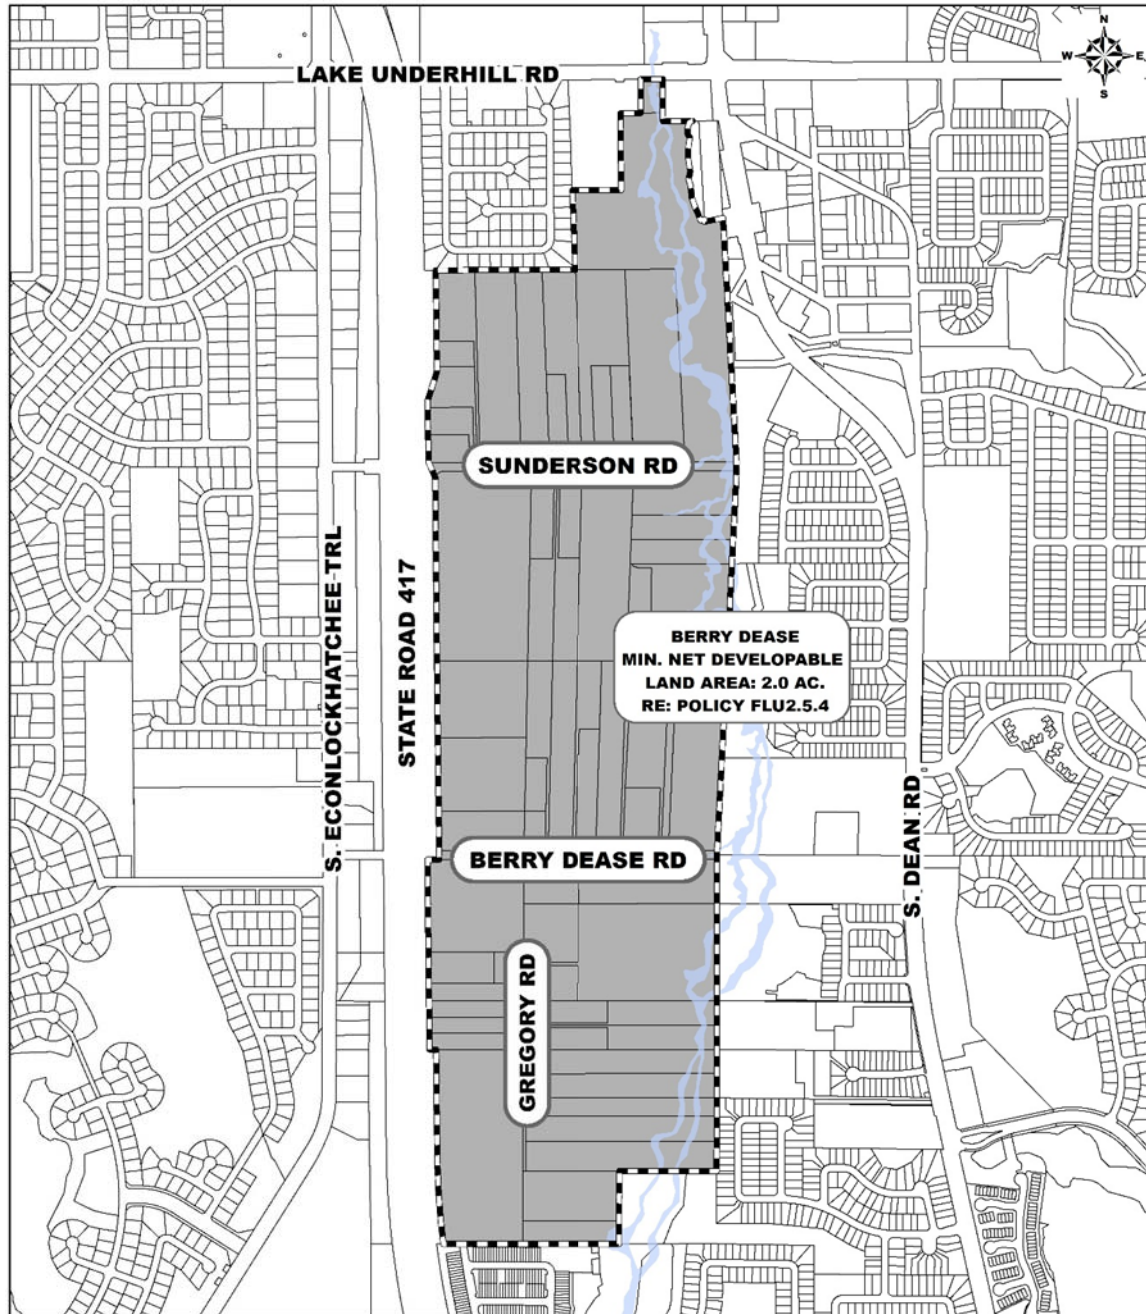 N
W E
S
LAKE UNDERHILL RD
SUNDERSON RD
S. ECONLOCKHATCHEE TRL
STATE ROAD 417
BERRY DEASE
MIN. NET DEVELOPABLE
LAND AREA: 2.0 AC.
RE: POLICY FLU2.5.4
S. DEAN RD
BERRY DEASE RD
GREGORY RD